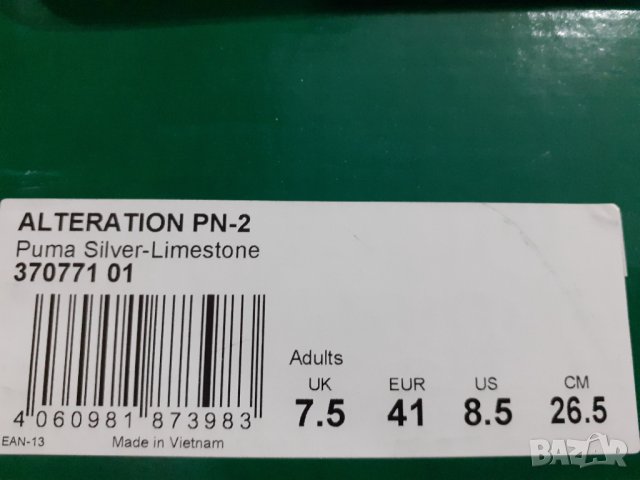 ALTERATION PN-2
Puma Silver-Limestone
370771 01
Adults
UK EUR US CM
7.5 41 8.5 26.5
4 060981 873983
EAN-13 Made in Vietnam
BAZAR